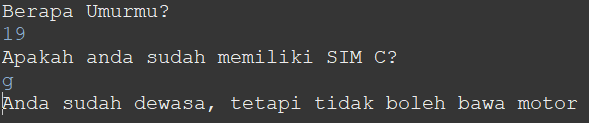 Berapa Umurmu?
19
Apakah anda sudah memiliki SIM C?
g
Anda sudah dewasa, tetapi tidak boleh bawa motor